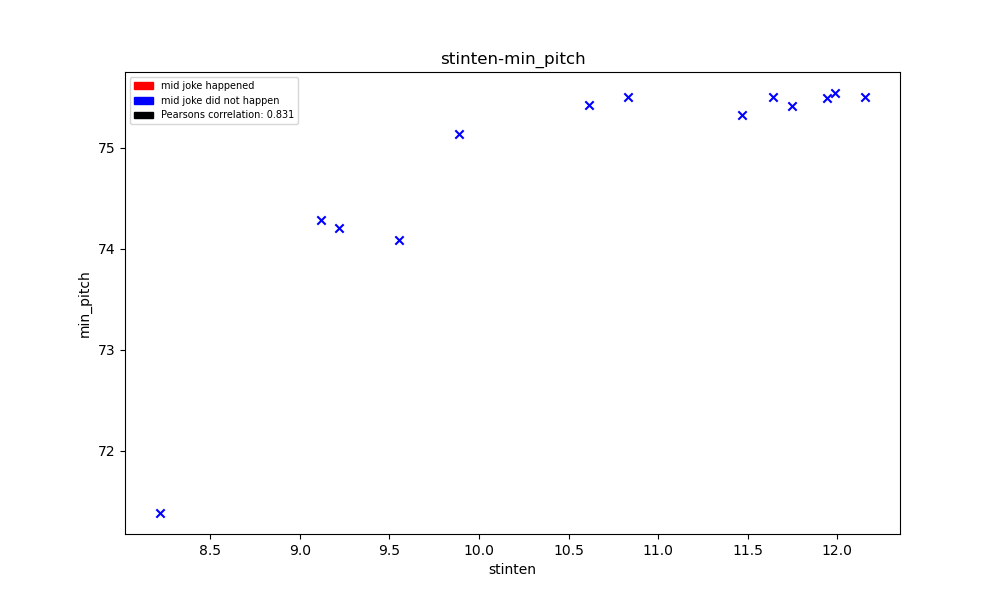 stinten-min_pitch
mid joke happened
mid joke did not happen
Pearsons correlation: 0.831
min_pitch
75
74
73
72
8.5 9.0 9.5 10.0 10.5 11.0 11.5 12.0
stinten